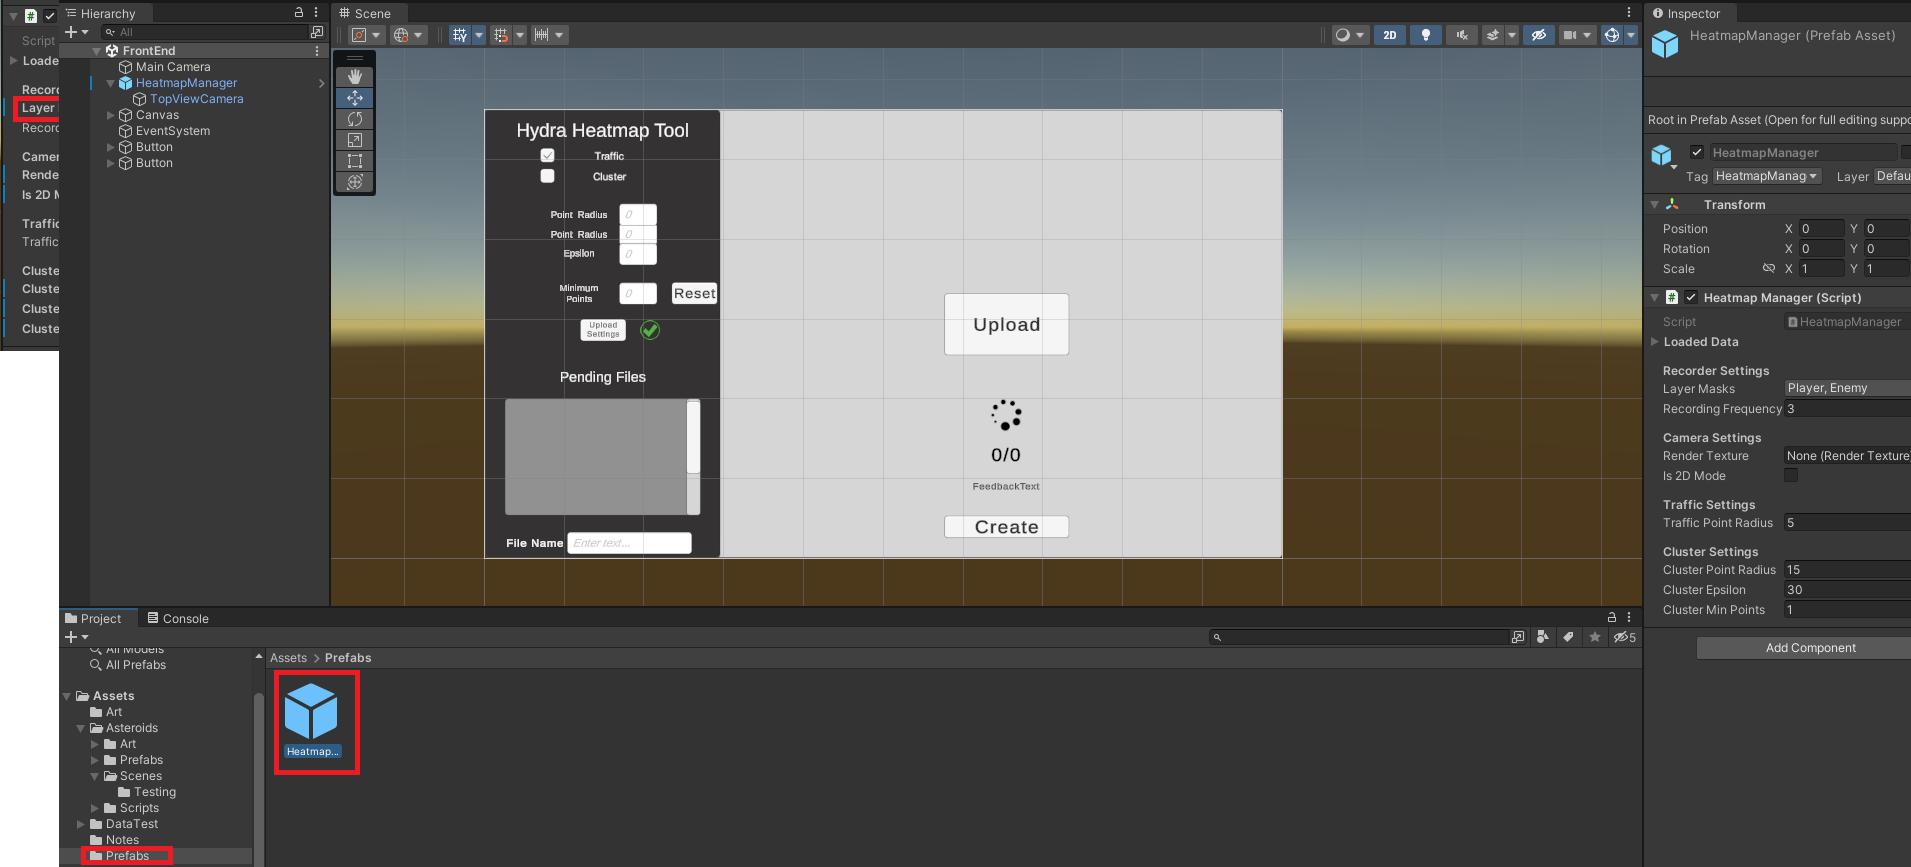 Script
Loade
Recor
Layer
Recor
Camer
Rende
Is 2D M
Traffic
Traffic
Cluste
Cluste
Cluste
Cluste
Hierarchy
All
FrontEnd
Main Camera
HeatmapManager
TopViewCamera
Canvas
EventSystem
Button
Button
Scene
2D
Hydra Heatmap Tool
Traffic
Cluster
Point Radius 0
Point Radius 0
Epsilon 0
Minimum
Points
0
Reset
Upload
Settings
Pending Files
File Name Enter text...
Upload
0/0
FeedbackText
Create
Inspector
HeatmapManager (Prefab Asset)
Root in Prefab Asset (Open for full editing suppo
HeatmapManager
Tag HeatmapManag Layer Defau
Transform
Position X 0 Y 0
Rotation X 0 Y 0
Scale X 1 Y 1
Heatmap Manager (Script)
Script HeatmapManager
Loaded Data
Recorder Settings
Layer Masks Player, Enemy
Recording Frequency 3
Camera Settings
Render Texture None (Render Texture
Is 2D Mode
Traffic Settings
Traffic Point Radius 5
Cluster Settings
Cluster Point Radius 15
Cluster Epsilon 30
Cluster Min Points 1
Add Component
Project
Console
5
All Models
All Prefabs
Assets
Art
Asteroids
Art
Prefabs
Scenes
Testing
Scripts
DataTest
Notes
Prefabs
Assets > Prefabs
Heatmap...